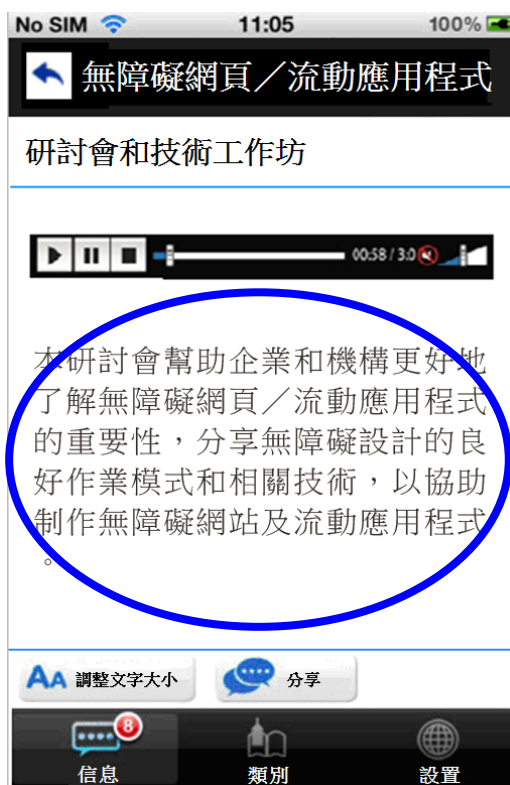 No SIM 11:05 100%
無障礙網頁／流動應用程式
研討會和技術工作坊
00:58 / 3:0
本研討會幫助企業和機構更好地
了解無障礙網頁／流動應用程式
的重要性，分享無障礙設計的良
好作業模式和相關技術，以協助
制作無障礙網站及流動應用程式
。
AA 調整文字大小 分享
8
信息 類別 設置